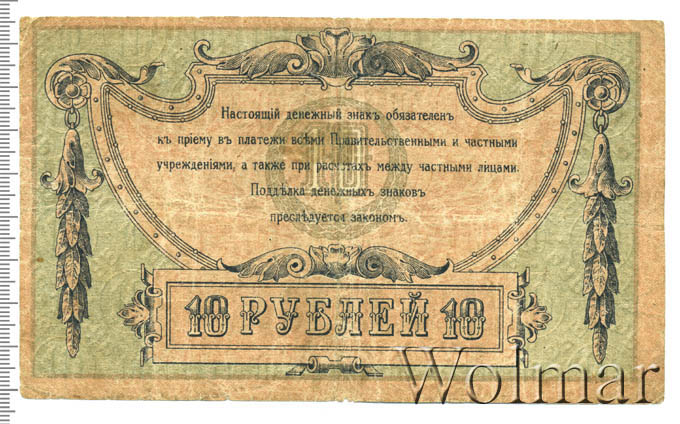 Настоящій денежный знакъ обязателенъ
къ пріему въ платежи всѣми Правительственными и частными
учрежденіями, а также при расчетахъ между частными лицами.
Поддѣлка денежныхъ знаковъ
преслѣдуется закономъ.
10 РУБЛЕЙ 10
Wolmar